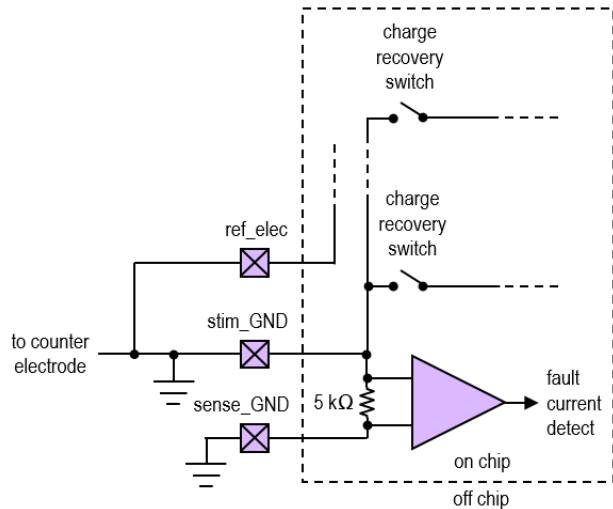 charge
recovery
switch
charge
recovery
switch
ref_elec
stim_GND
to counter
electrode
sense_GND
5 kΩ
fault
current
detect
on chip
off chip